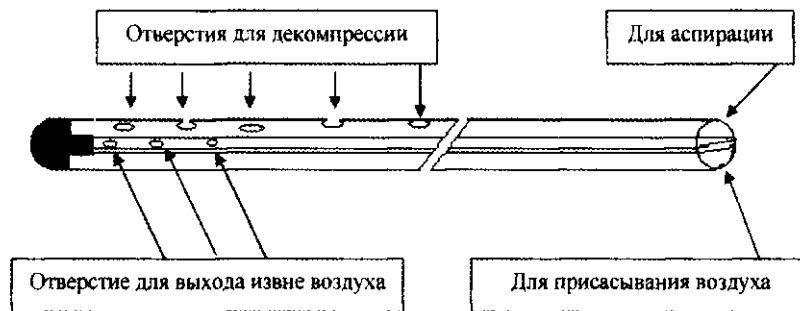 Отверстия для декомпрессии
Для аспирации
Отверстие для выхода извне воздуха
Для присасывания воздуха